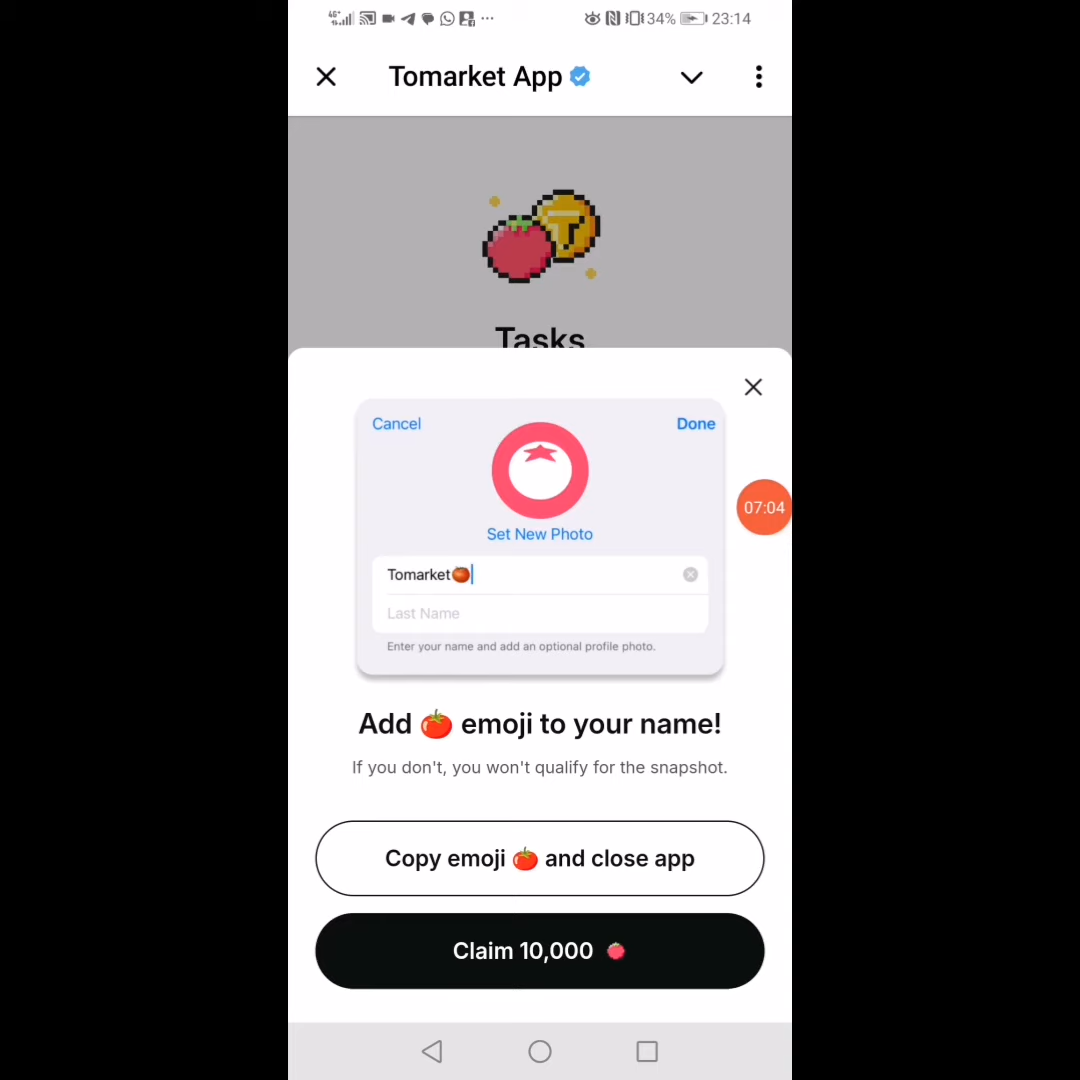 4G 34% 23:14
Tomarket App
Tasks
Cancel Done
Set New Photo
Tomarket🍅
07:04
Last Name
Enter your name and add an optional profile photo.
Add 🍅 emoji to your name!
If you don't, you won't qualify for the snapshot.
Copy emoji 🍅 and close app
Claim 10,000 🍅